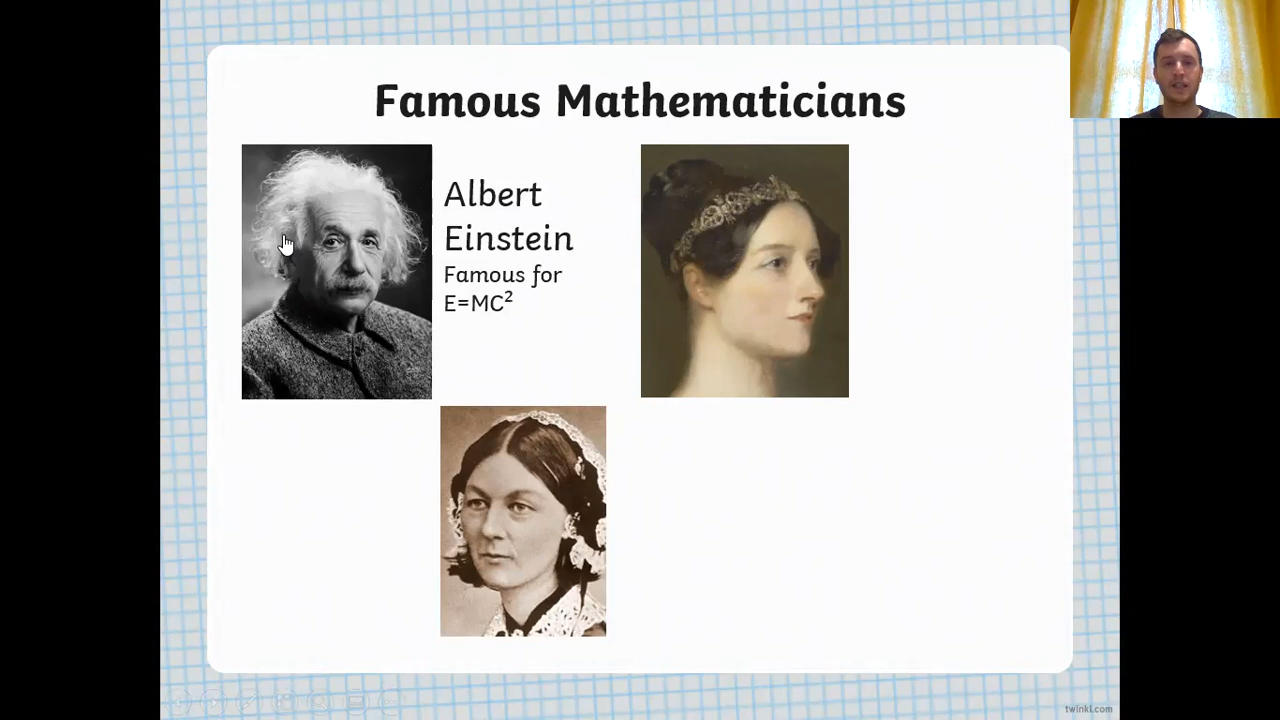 Famous Mathematicians
Albert
Einstein
Famous for
E=MC²
twinkl.com